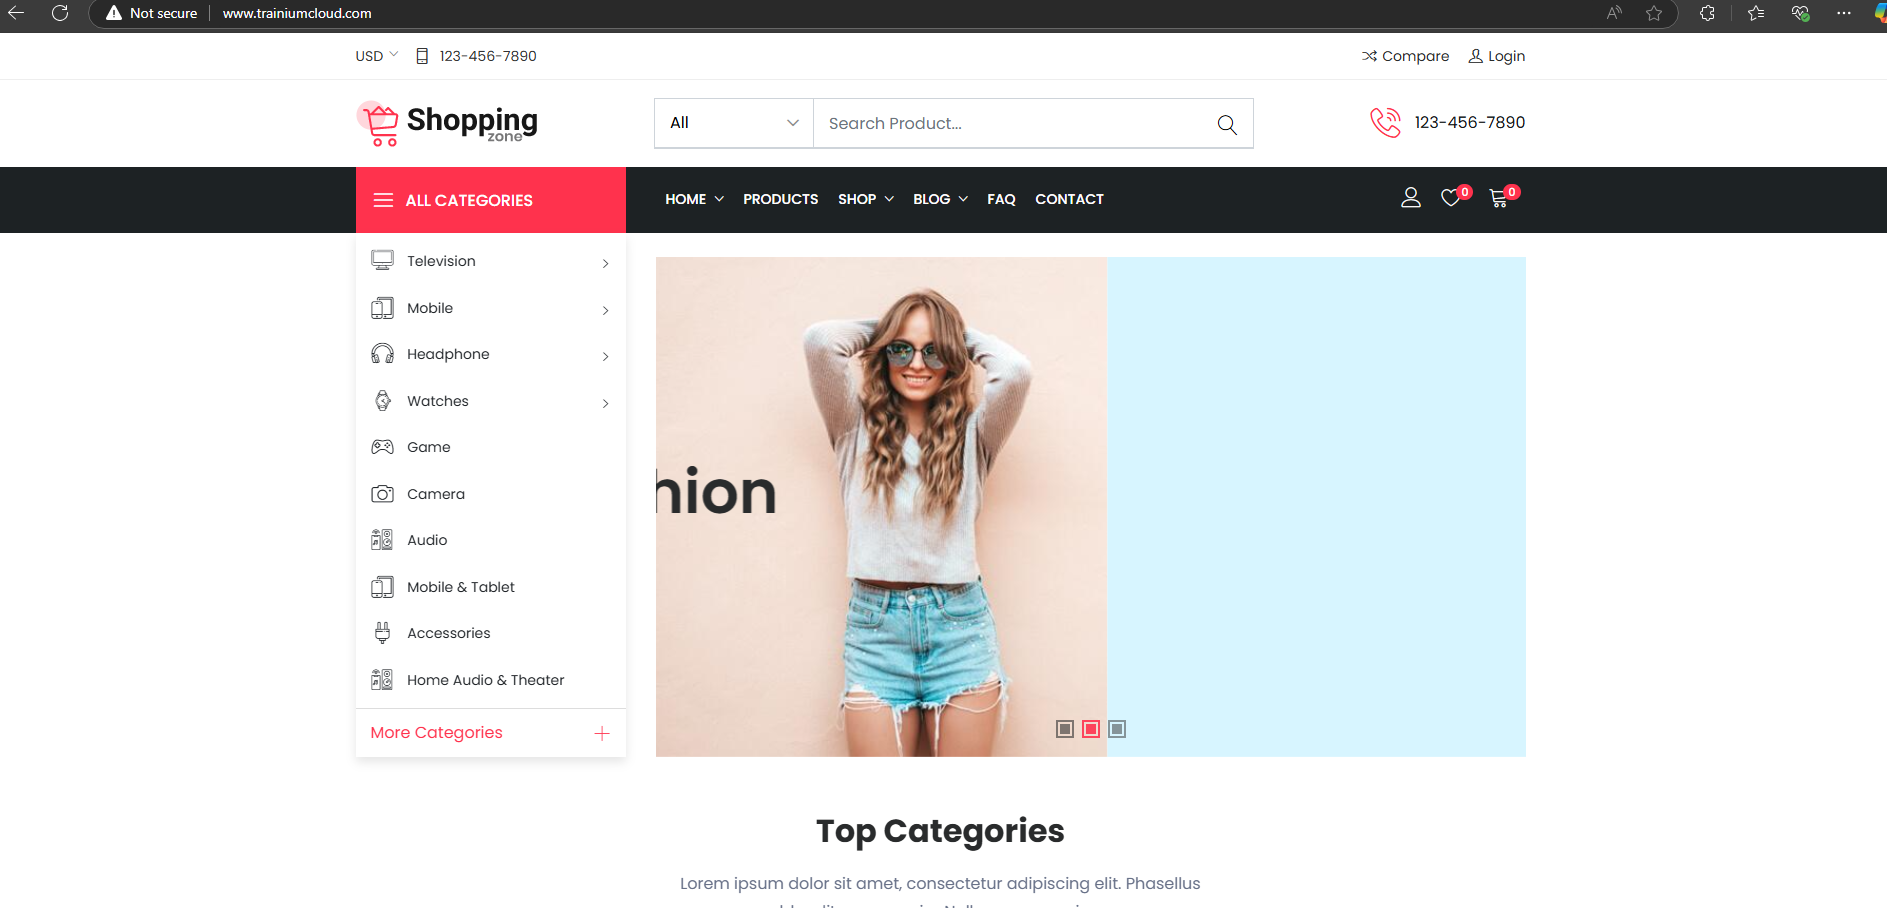 Not secure www.trainiumcloud.com
USD 123-456-7890 Compare Login
Shopping
zone
All Search Product... 123-456-7890
ALL CATEGORIES HOME PRODUCTS SHOP BLOG FAQ CONTACT 0 0
Television
Mobile
Headphone
Watches
Game
Camera
Audio
Mobile & Tablet
Accessories
Home Audio & Theater
More Categories
hion
Top Categories
Lorem ipsum dolor sit amet, consectetur adipiscing elit. Phasellus